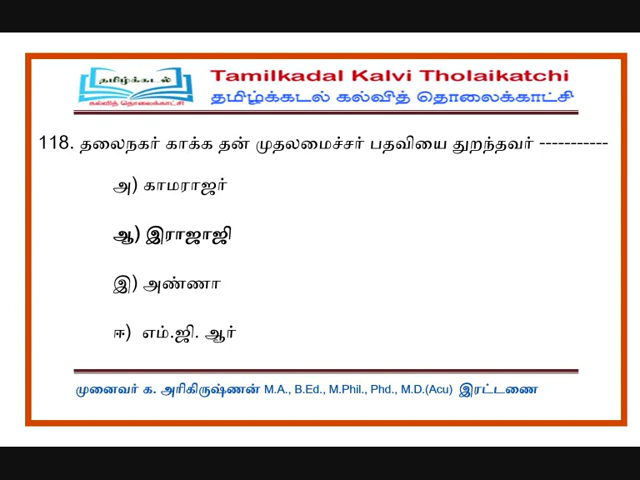 தமிழ்க்கடல்
கல்வித் தொலைக்காட்சி
Tamilkadal Kalvi Tholaikatchi
தமிழ்க்கடல் கல்வித் தொலைக்காட்சி
118. தலைநகர் காக்க தன் முதலமைச்சர் பதவியை துறந்தவர் -----------
அ) காமராஜர்
ஆ) இராஜாஜி
இ) அண்ணா
ஈ) எம்.ஜி. ஆர்
முனைவர் க. அரிகிருஷ்ணன் M.A., B.Ed., M.Phil., Phd., M.D.(Acu) இரட்டணை